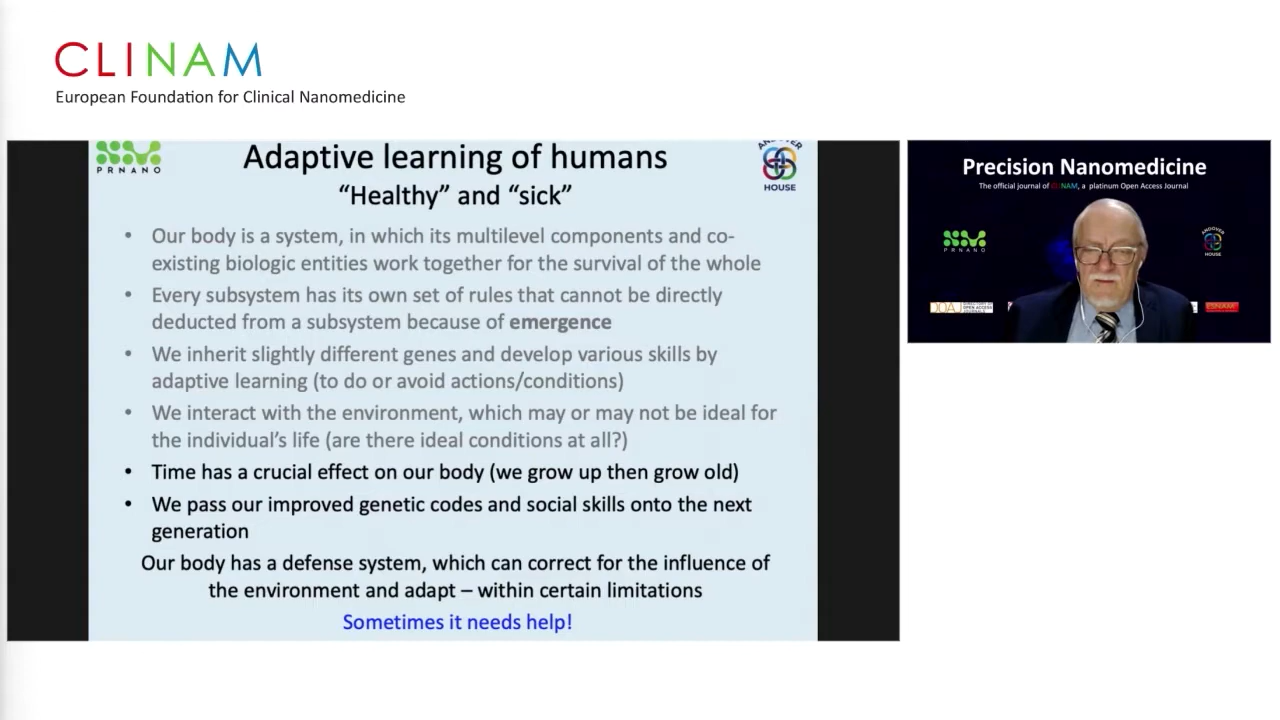 CLINAM
European Foundation for Clinical Nanomedicine
PRNANO
Adaptive learning of humans
ANDOVER
HOUSE
“Healthy” and “sick”
• Our body is a system, in which its multilevel components and co-
existing biologic entities work together for the survival of the whole
• Every subsystem has its own set of rules that cannot be directly
deducted from a subsystem because of emergence
• We inherit slightly different genes and develop various skills by
adaptive learning (to do or avoid actions/conditions)
• We interact with the environment, which may or may not be ideal for
the individual’s life (are there ideal conditions at all?)
• Time has a crucial effect on our body (we grow up then grow old)
• We pass our improved genetic codes and social skills onto the next
generation
Our body has a defense system, which can correct for the influence of
the environment and adapt – within certain limitations
Sometimes it needs help!
Precision Nanomedicine
The official journal of CLINAM, a platinum Open Access Journal
PRNANO
ANDOVER
HOUSE
DOAJ
DIRECTORY OF
OPEN ACCESS
JOURNALS